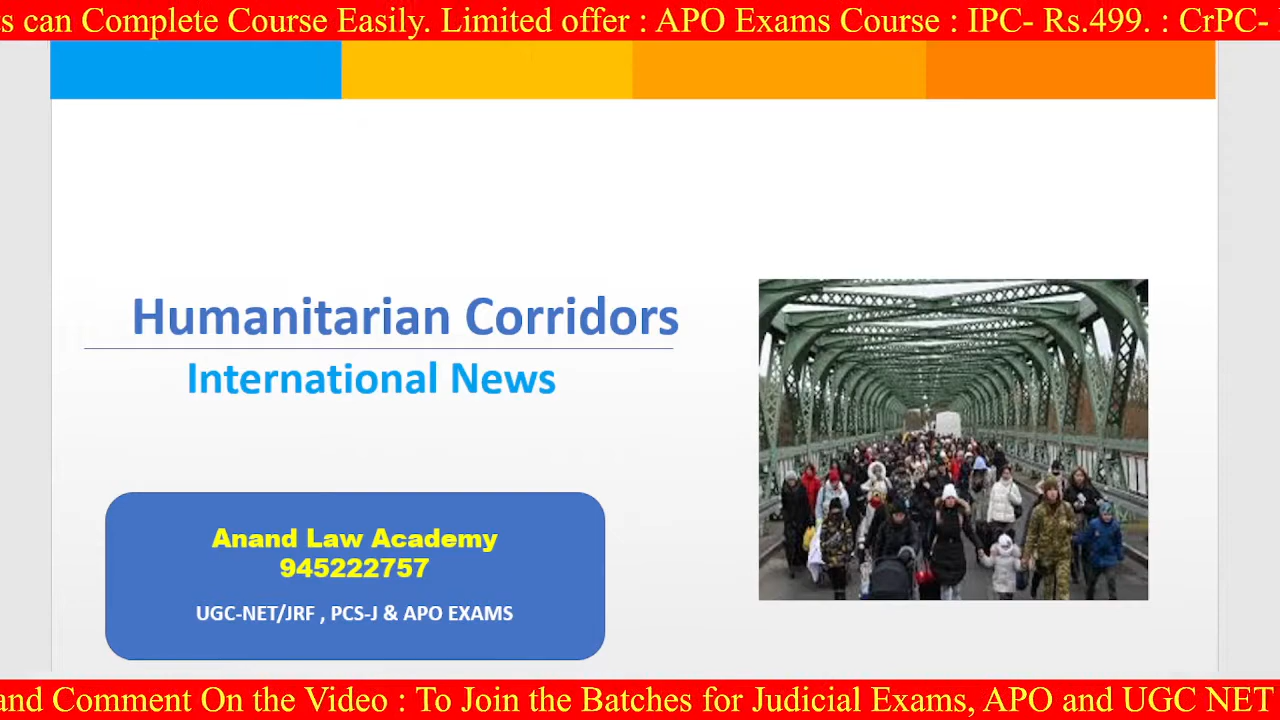 can Complete Course Easily. Limited offer : APO Exams Course : IPC- Rs.499. : CrPC-
Humanitarian Corridors
International News
Anand Law Academy
945222757
UGC-NET/JRF , PCS-J & APO EXAMS
and Comment On the Video : To Join the Batches for Judicial Exams, APO and UGC NET